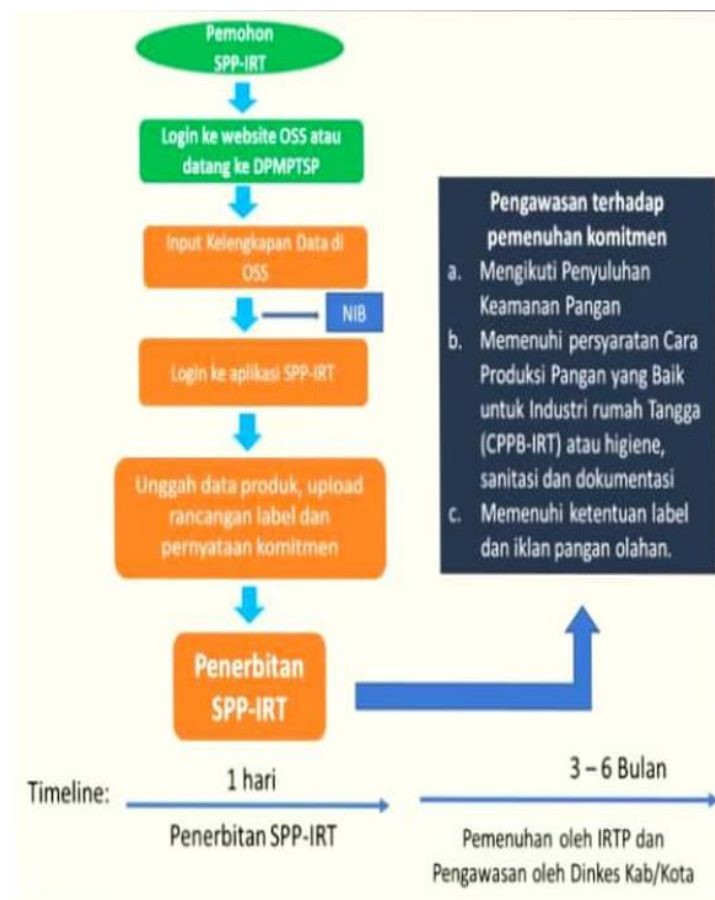 Pemohon
SPP-IRT
Login ke website OSS atau
datang ke DPMPTSP
Input Kelengkapan Data di
OSS
NIB
Login ke aplikasi SPP-IRT
Unggah data produk, upload
rancangan label dan
pernyataan komitmen
Penerbitan
SPP-IRT
Pengawasan terhadap
pemenuhan komitmen
a. Mengikuti Penyuluhan
Keamanan Pangan
b. Memenuhi persyaratan Cara
Produksi Pangan yang Baik
untuk Industri rumah Tangga
(CPPB-IRT) atau higiene,
sanitasi dan dokumentasi
c. Memenuhi ketentuan label
dan iklan pangan olahan.
Timeline:
1 hari
Penerbitan SPP-IRT
3 – 6 Bulan
Pemenuhan oleh IRTP dan
Pengawasan oleh Dinkes Kab/Kota